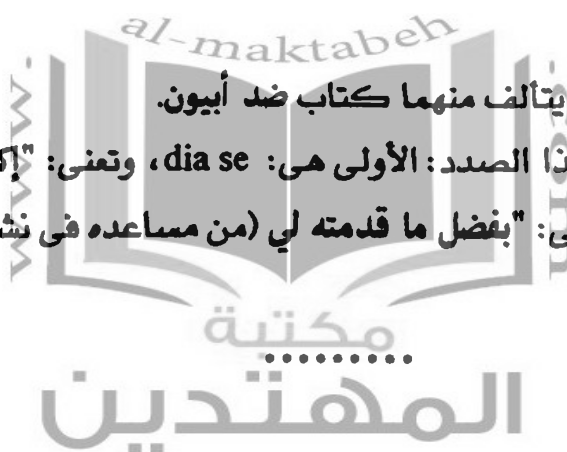 al-maktabeh
يتألف منهما كتاب ضد أبيون.
ذا الصدد: الأولى هى: dia se، وتعنى: "إك
ى: "بفضل ما قدمته لي (من مساعده فى نش
..........
مكتبة
المهتدين